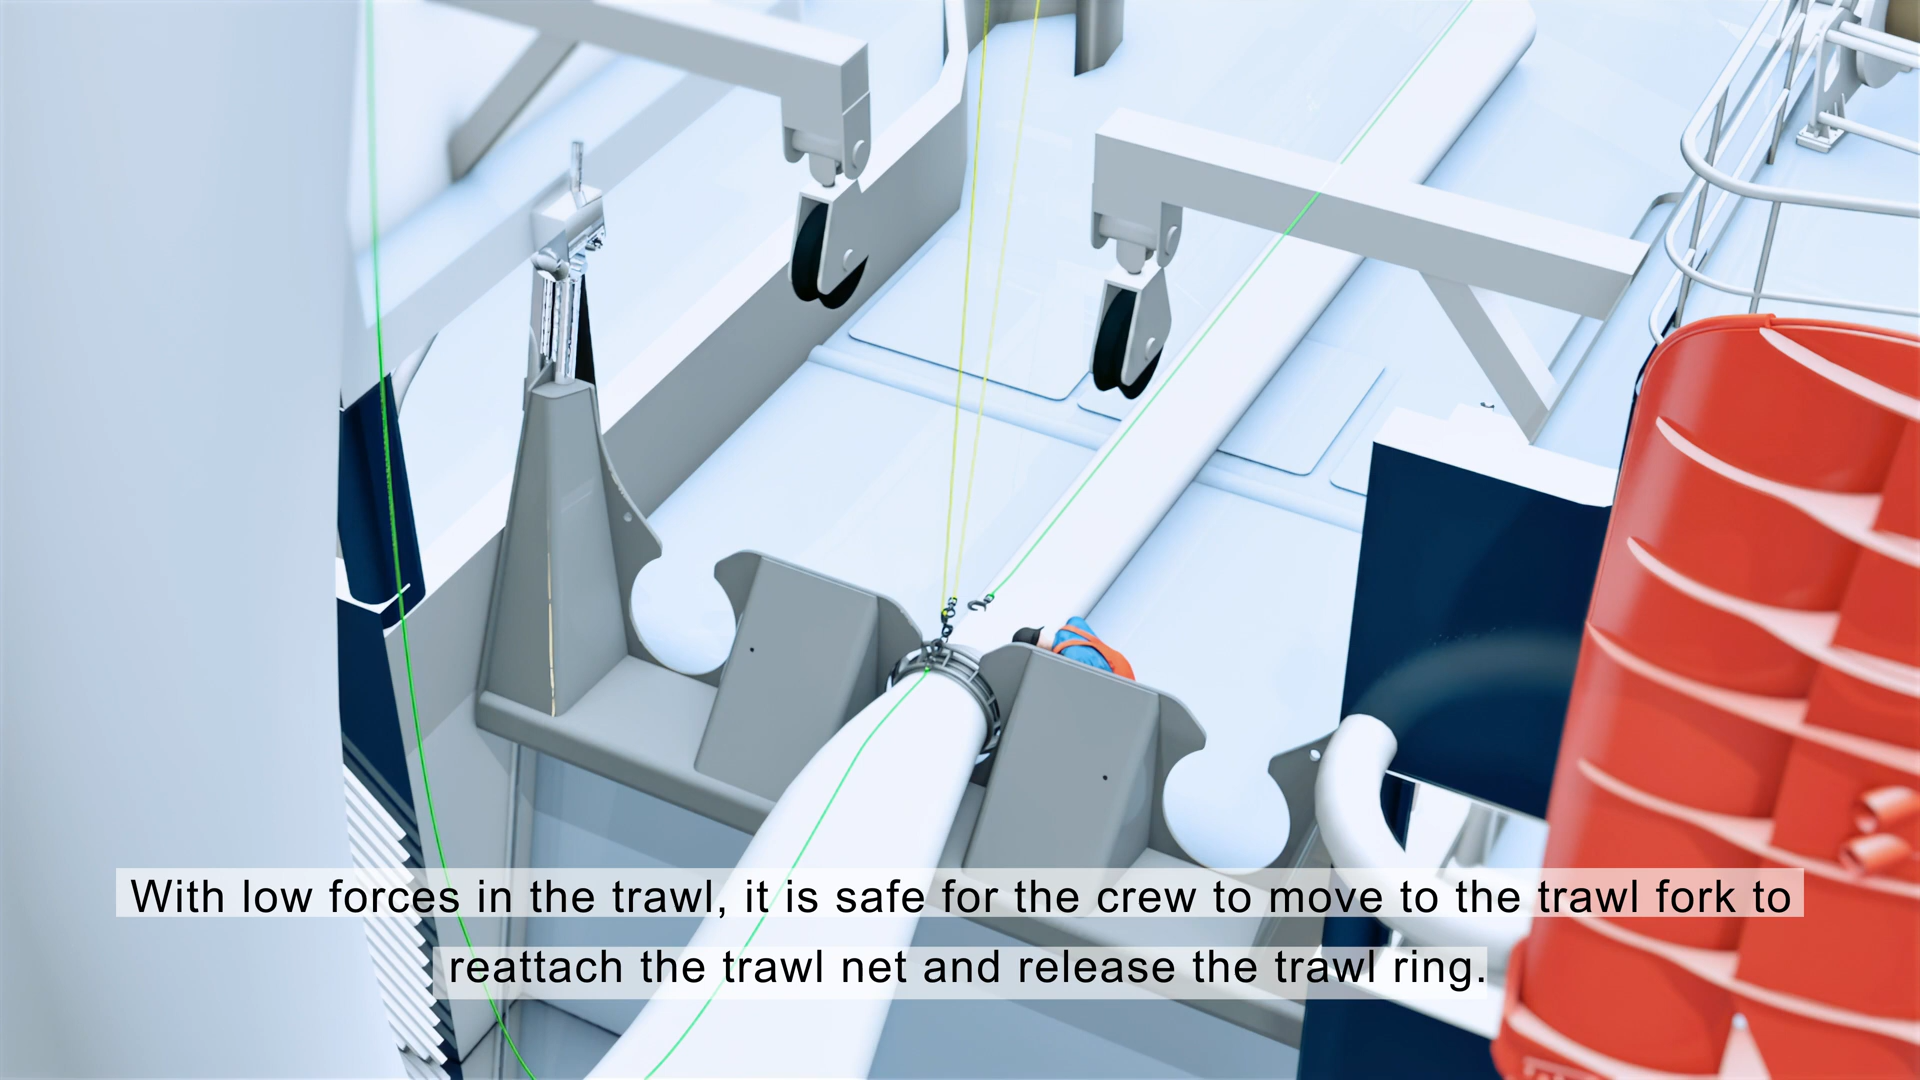 With low forces in the trawl, it is safe for the crew to move to the trawl fork to
reattach the trawl net and release the trawl ring.